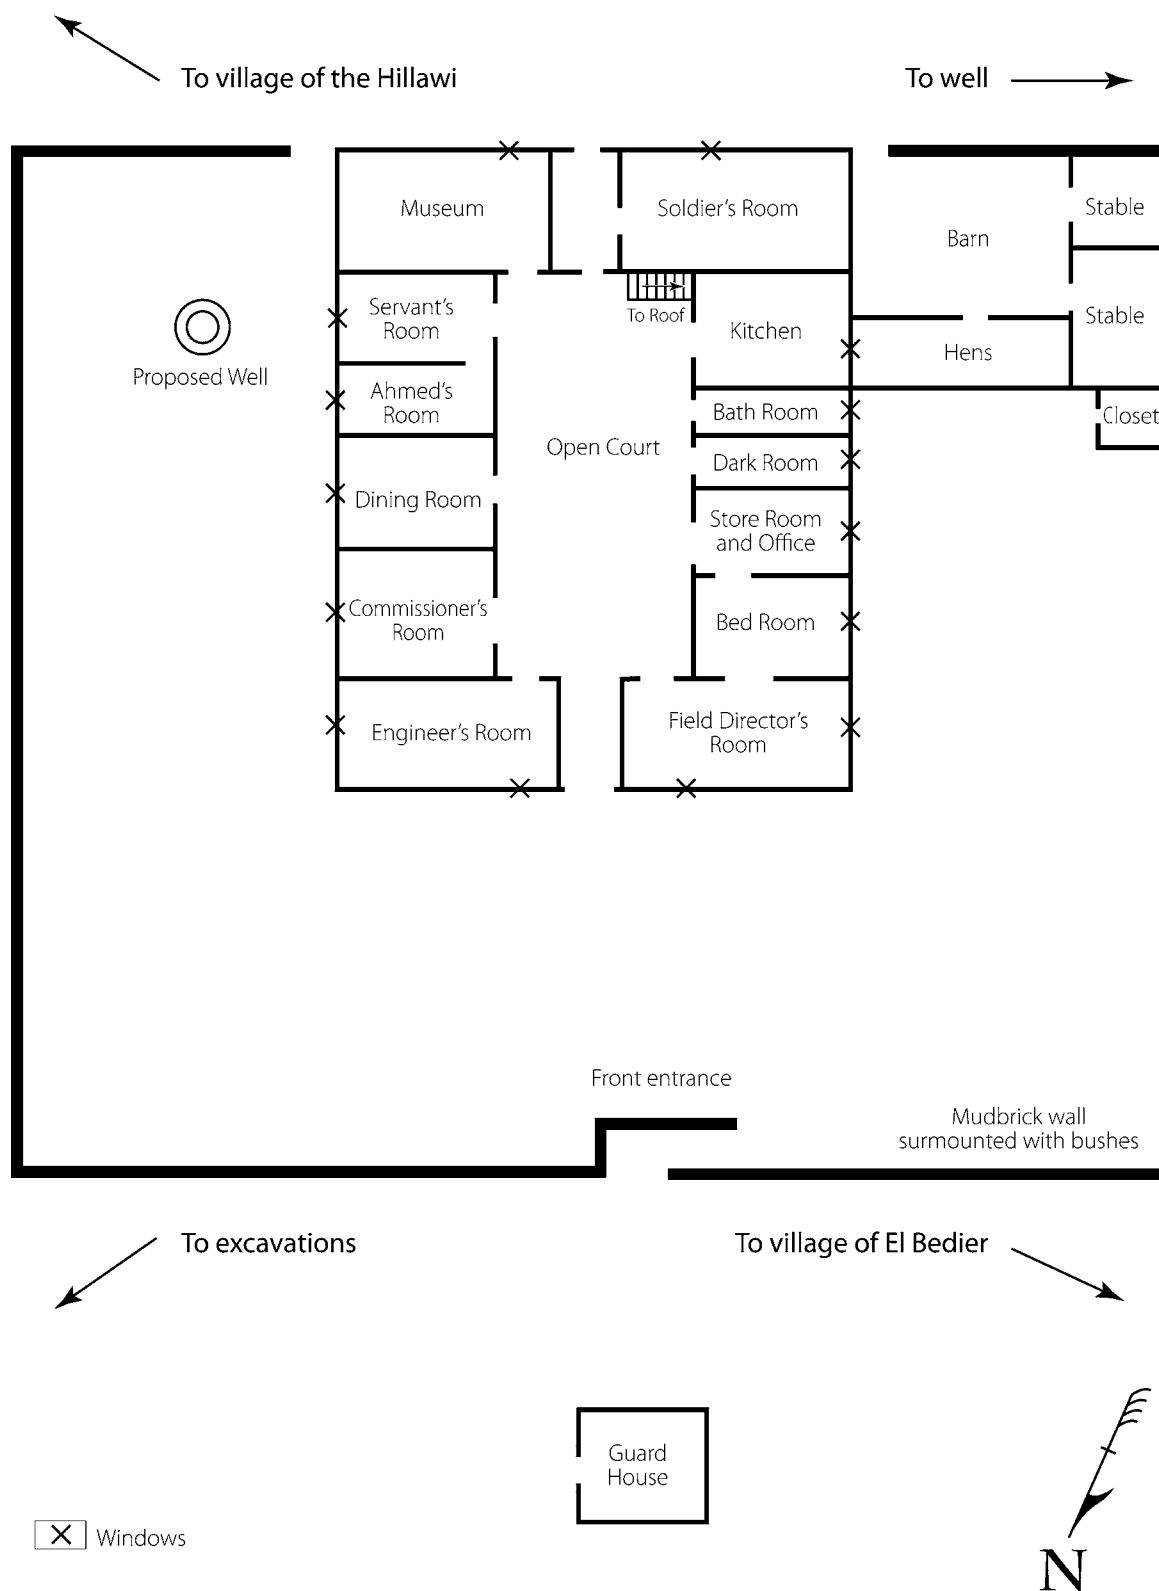 To village of the Hillawi
To well
Museum
Soldier's Room
Barn
Stable
Servant's
Room
To Roof
Kitchen
Stable
Hens
Proposed Well
Ahmed's
Room
Bath Room
Closet
Open Court
Dark Room
Dining Room
Store Room
and Office
Commissioner's
Room
Bed Room
Engineer's Room
Field Director's
Room
Front entrance
Mudbrick wall
surmounted with bushes
To excavations
To village of El Bedier
Guard
House
Windows
N